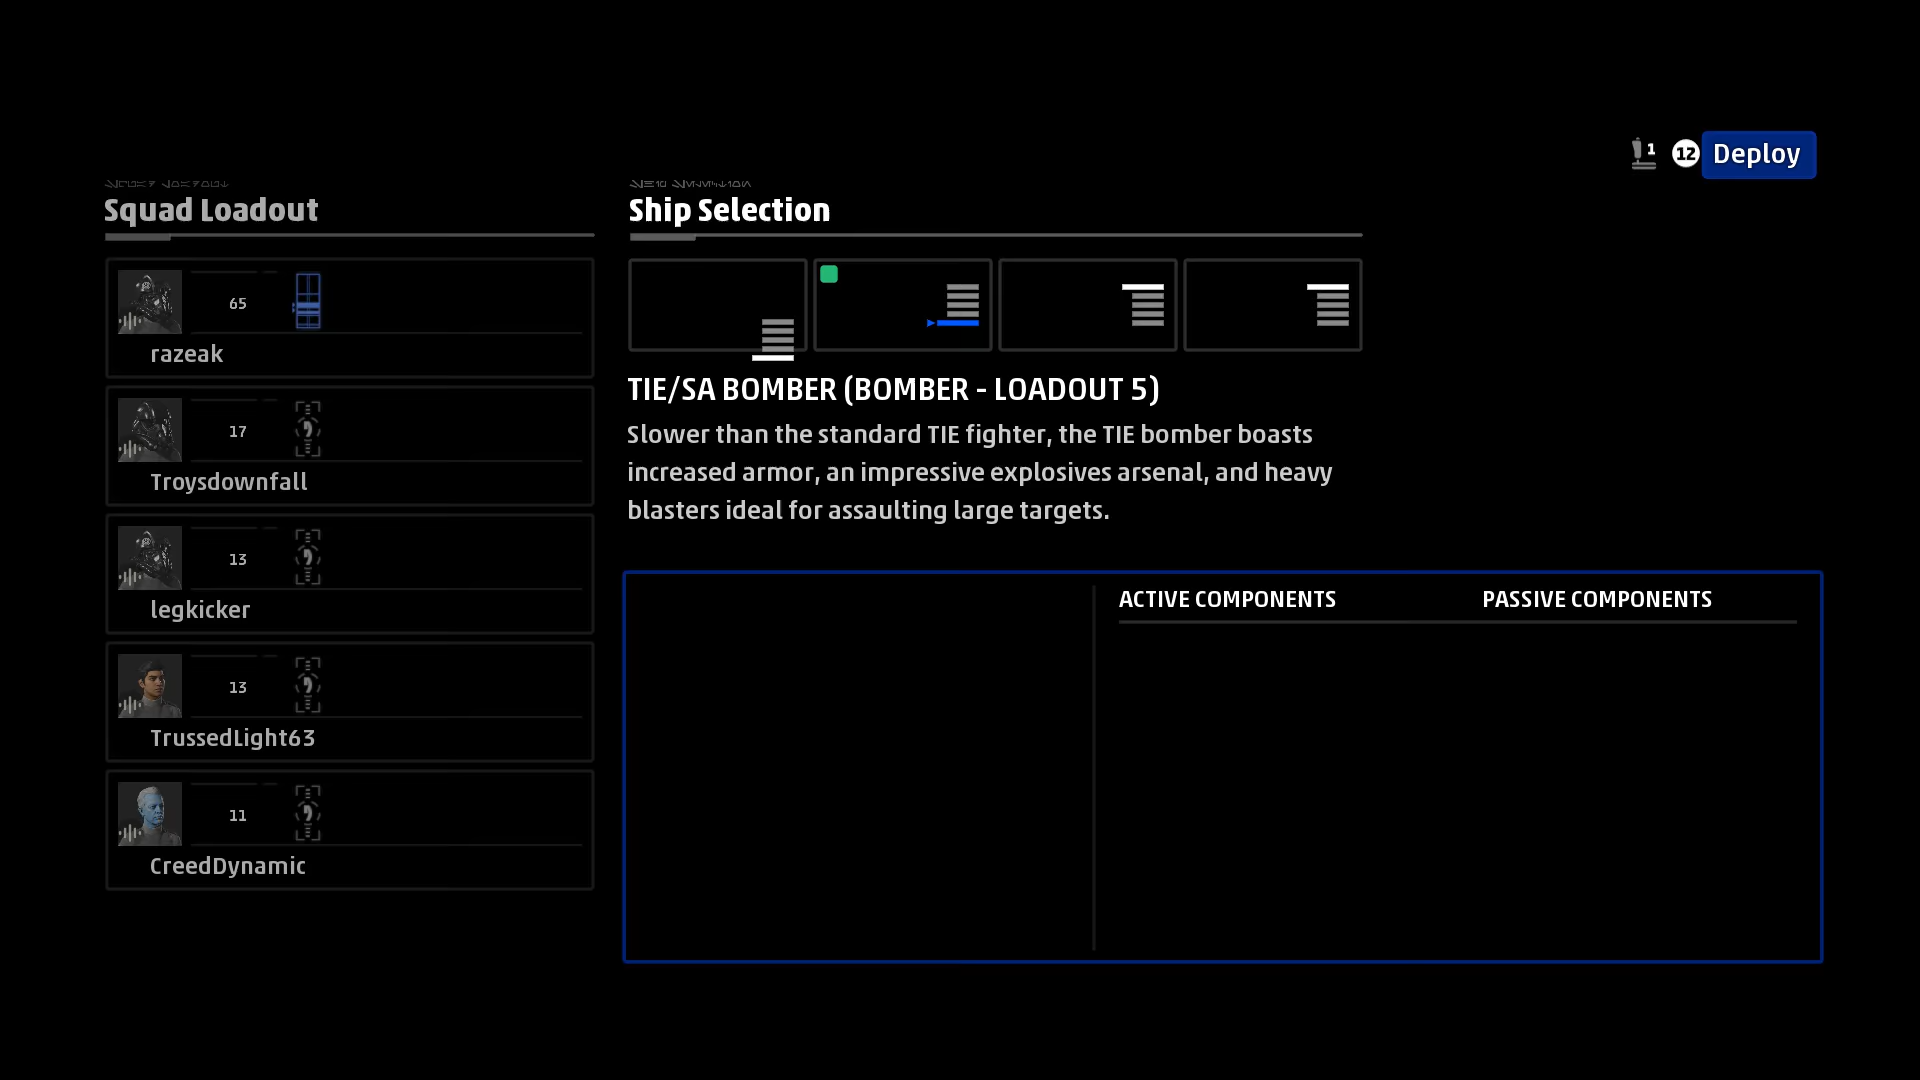 1 12 Deploy
Squad Loadout
65
razeak
17
Troysdownfall
13
legkicker
13
TrussedLight63
11
CreedDynamic
Ship Selection
TIE/SA BOMBER (BOMBER - LOADOUT 5)
Slower than the standard TIE fighter, the TIE bomber boasts
increased armor, an impressive explosives arsenal, and heavy
blasters ideal for assaulting large targets.
ACTIVE COMPONENTS
PASSIVE COMPONENTS